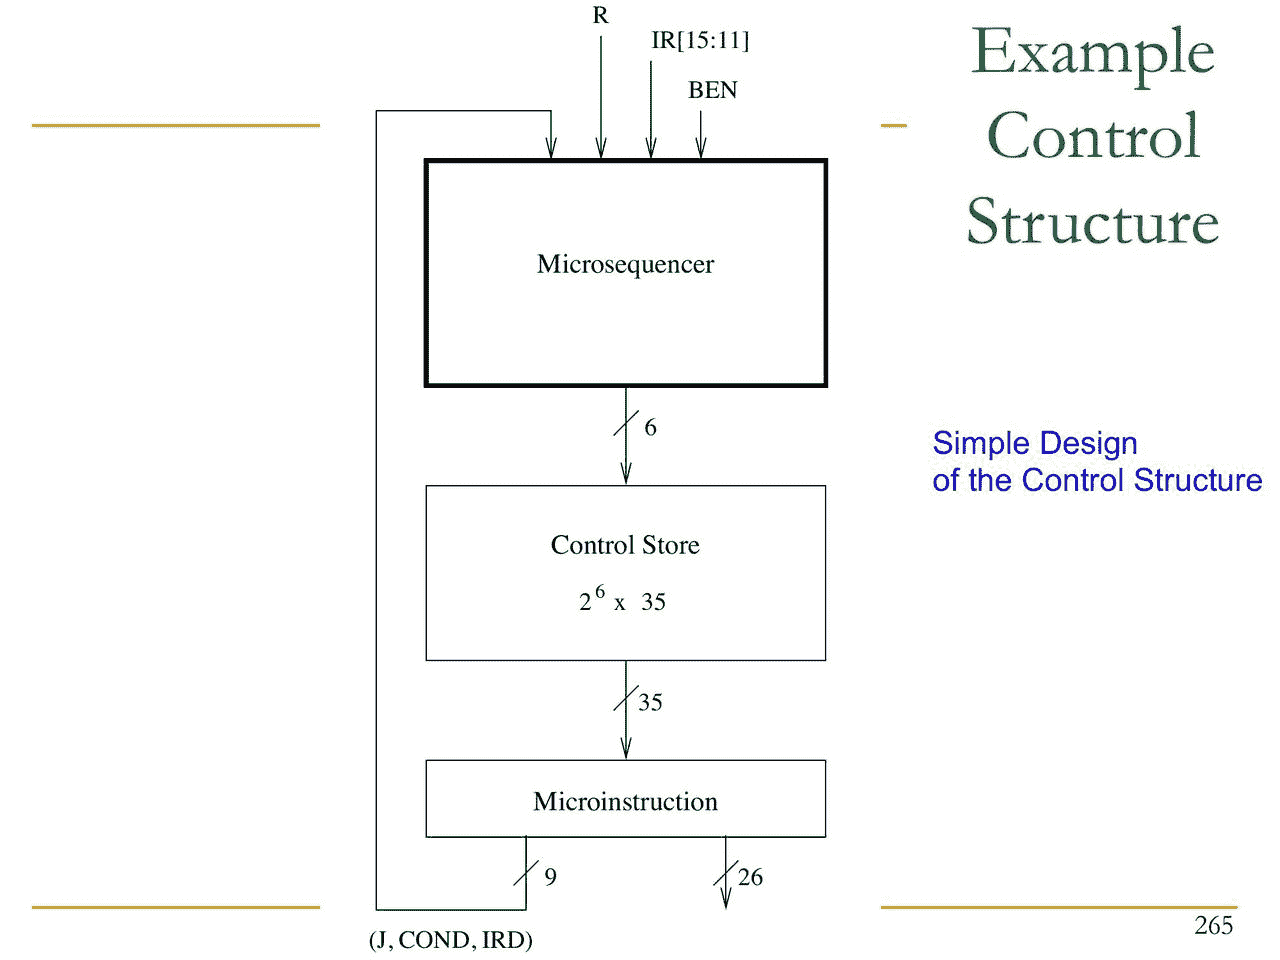 Example
Control
Structure
R
IR[15:11]
BEN
Microsequencer
6
Simple Design
of the Control Structure
Control Store
2^6 x 35
35
Microinstruction
9
26
(J, COND, IRD)
265